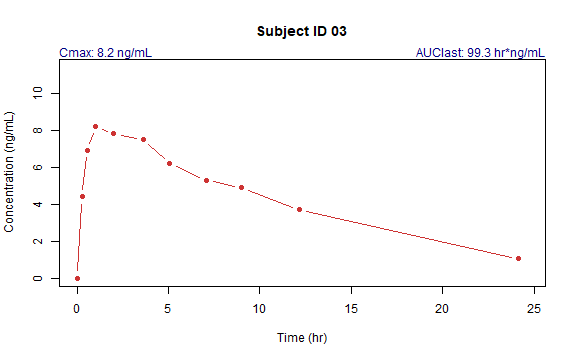 Subject ID 03
Cmax: 8.2 ng/mL AUClast: 99.3 hr*ng/mL
Concentration (ng/mL)
10
8
6
4
2
0
0 5 10 15 20 25
Time (hr)